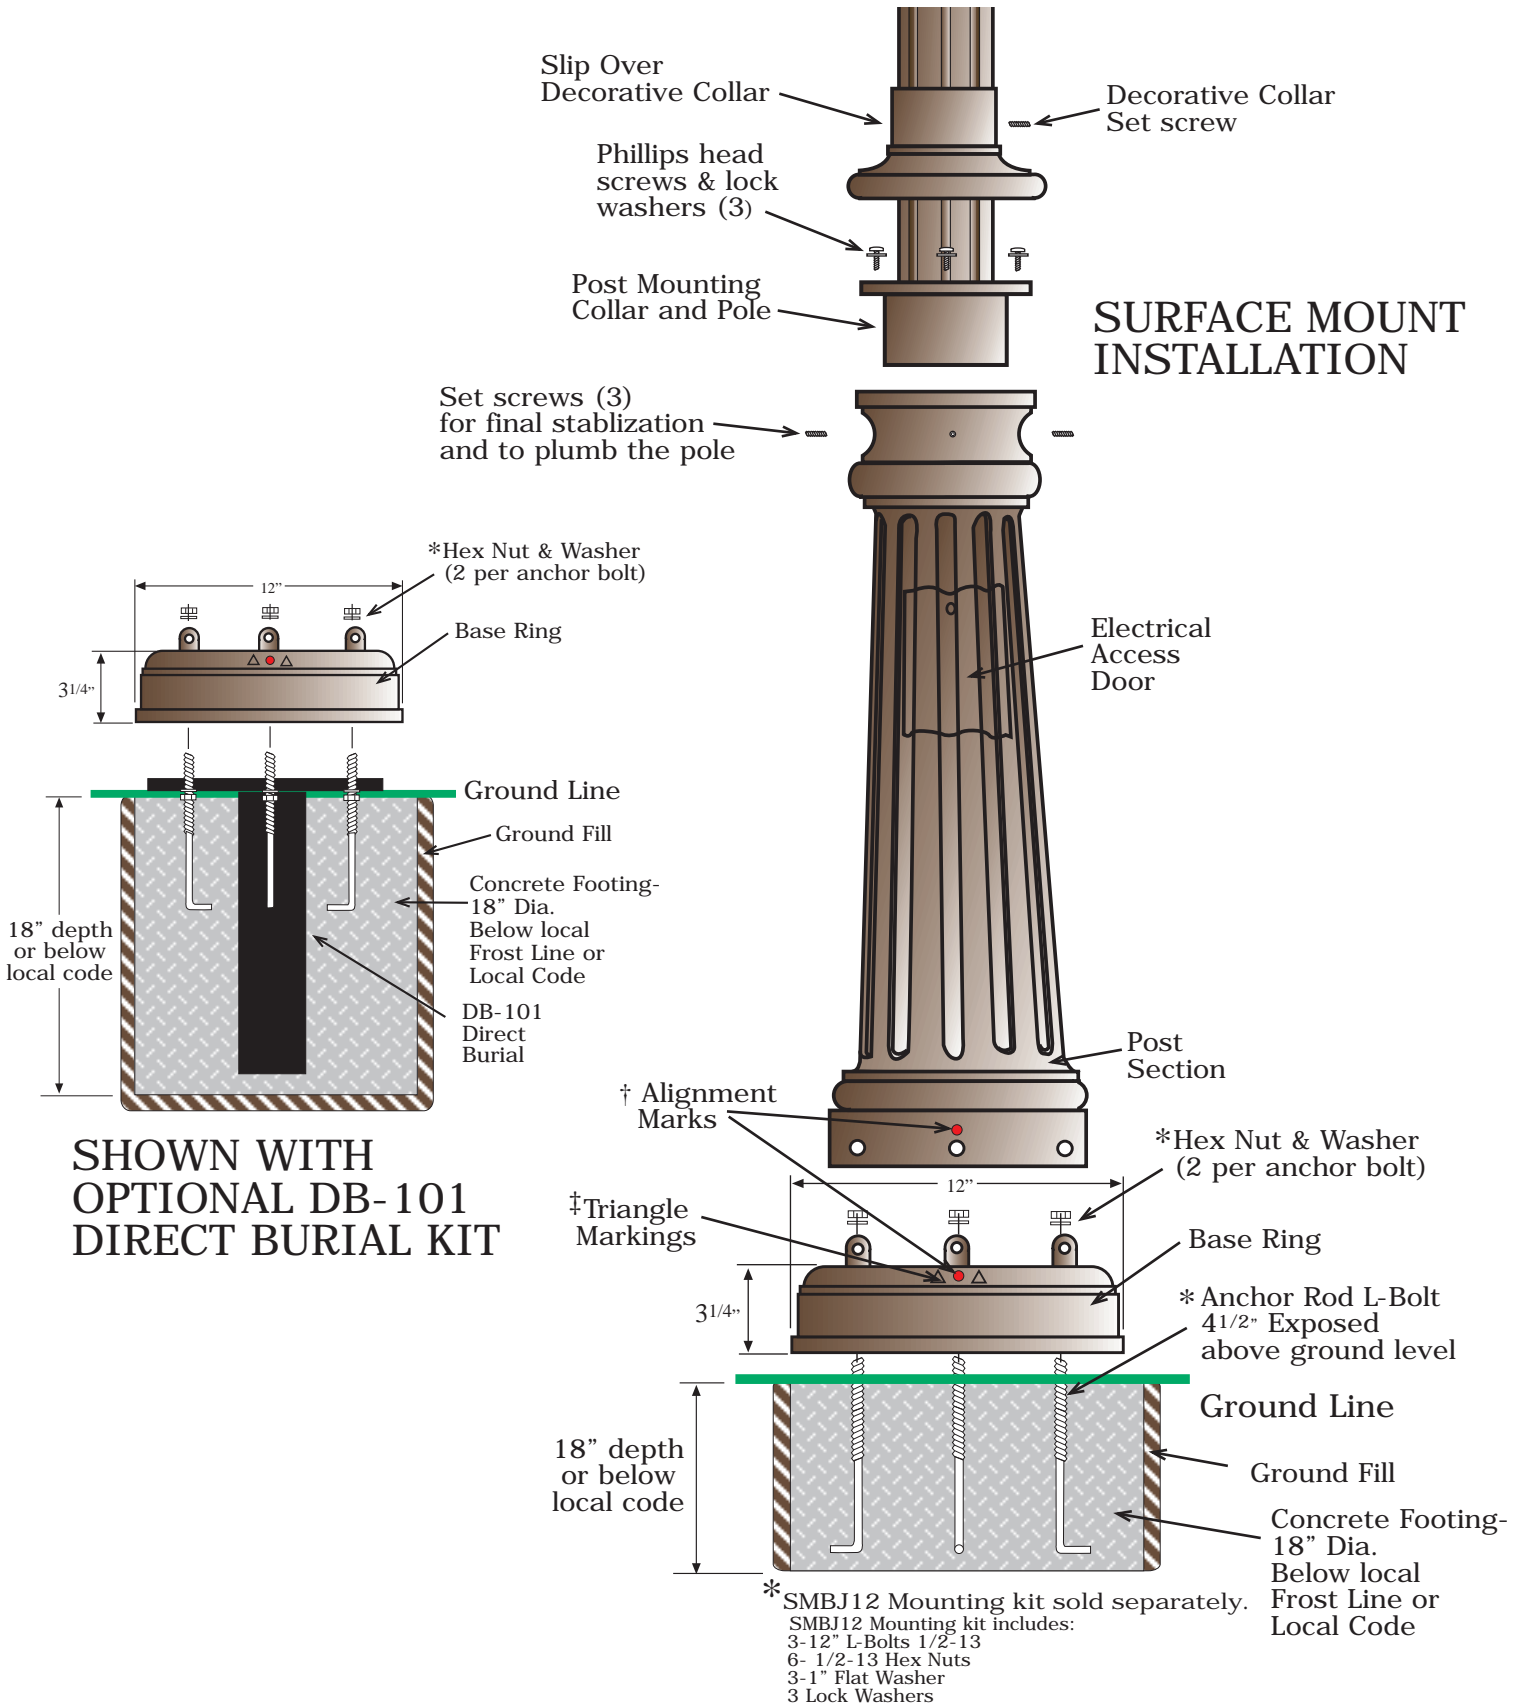 Slip Over
Decorative Collar
Decorative Collar
Set screw
Phillips head
screws & lock
washers (3)
Post Mounting
Collar and Pole
SURFACE MOUNT
INSTALLATION
Set screws (3)
for final stablization
and to plumb the pole
*Hex Nut & Washer
(2 per anchor bolt)
12”
Base Ring
3 1/4”
Electrical
Access
Door
Ground Line
Ground Fill
Concrete Footing-
18” Dia.
Below local
Frost Line or
Local Code
18” depth
or below
local code
DB-101
Direct
Burial
SHOWN WITH
OPTIONAL DB-101
DIRECT BURIAL KIT
Post
Section
† Alignment
Marks
*Hex Nut & Washer
(2 per anchor bolt)
12”
‡Triangle
Markings
Base Ring
3 1/4”
* Anchor Rod L-Bolt
4 1/2” Exposed
above ground level
Ground Line
18” depth
or below
local code
Ground Fill
Concrete Footing-
18” Dia.
Below local
Frost Line or
Local Code
*SMBJ12 Mounting kit sold separately.
SMBJ12 Mounting kit includes:
3-12” L-Bolts 1/2-13
6- 1/2-13 Hex Nuts
3-1” Flat Washer
3 Lock Washers